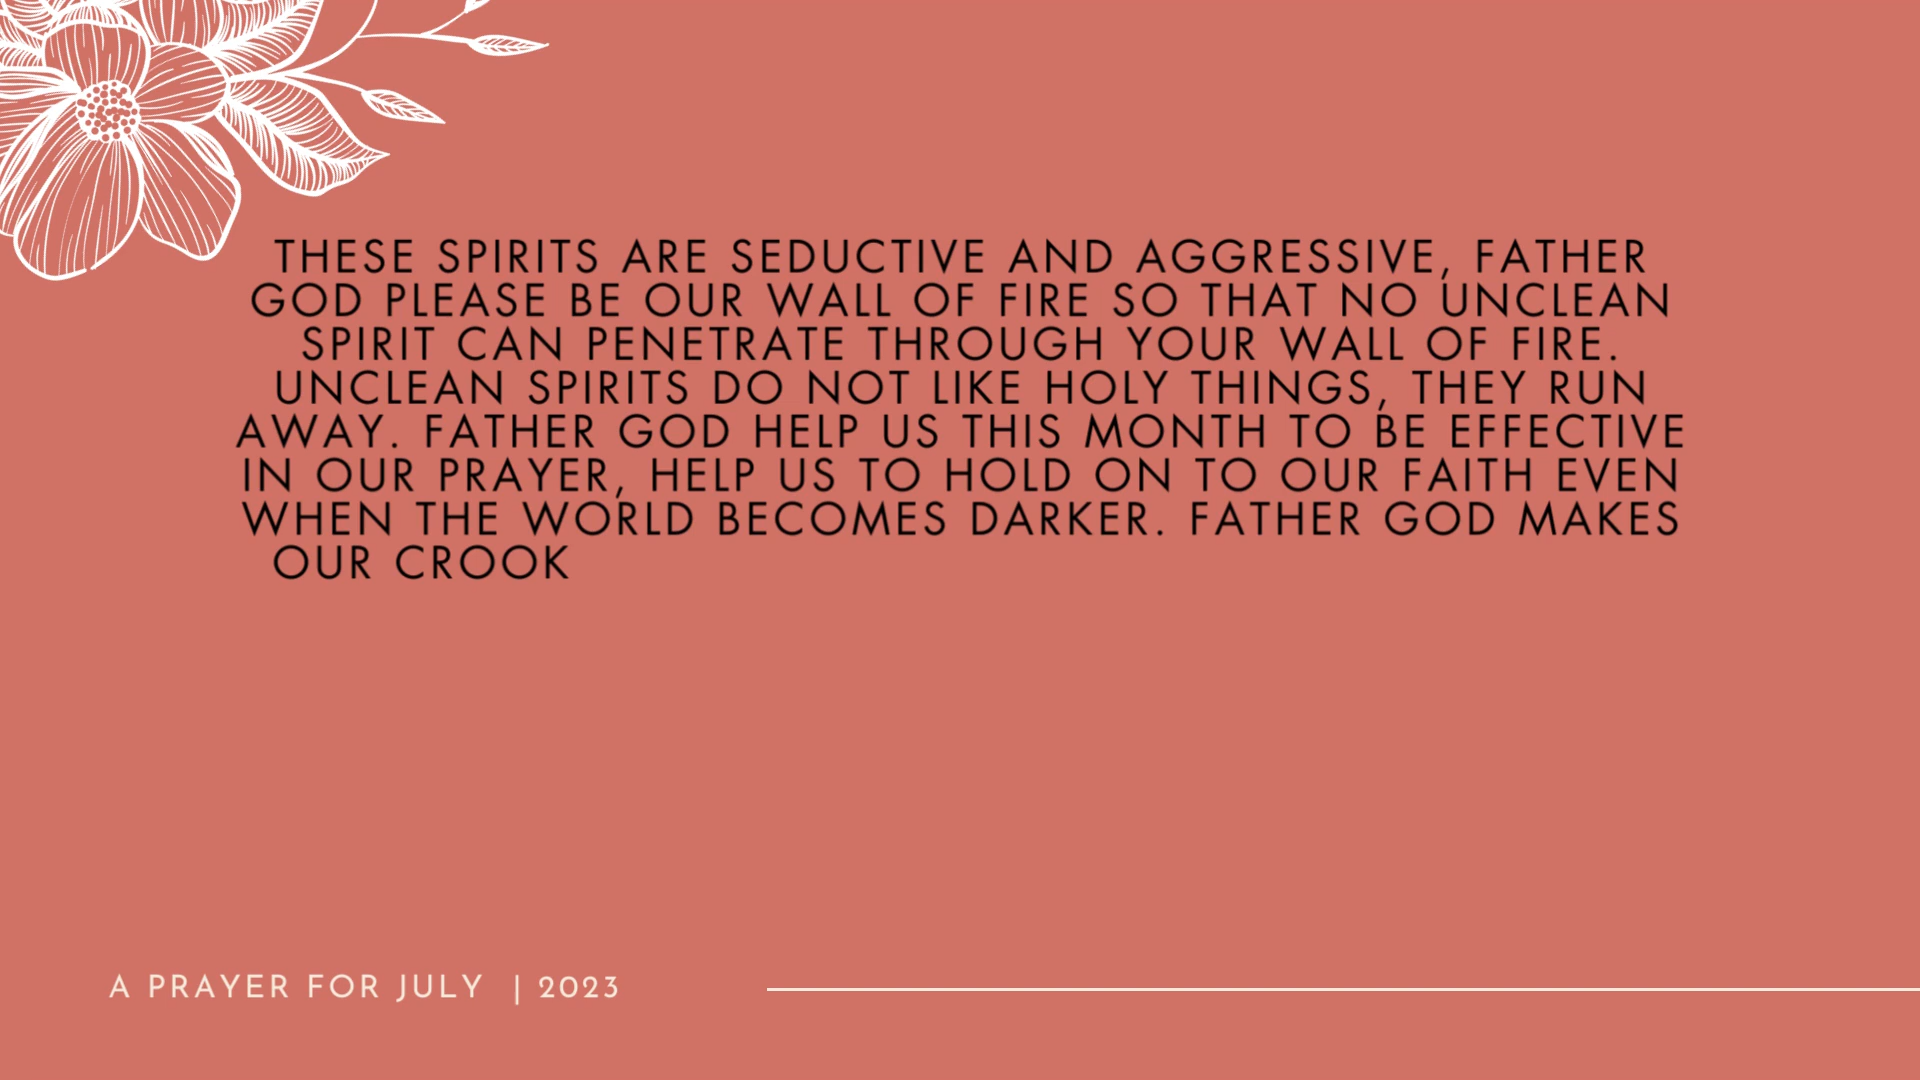 THESE SPIRITS ARE SEDUCTIVE AND AGGRESSIVE, FATHER
GOD PLEASE BE OUR WALL OF FIRE SO THAT NO UNCLEAN
SPIRIT CAN PENETRATE THROUGH YOUR WALL OF FIRE.
UNCLEAN SPIRITS DO NOT LIKE HOLY THINGS, THEY RUN
AWAY. FATHER GOD HELP US THIS MONTH TO BE EFFECTIVE
IN OUR PRAYER, HELP US TO HOLD ON TO OUR FAITH EVEN
WHEN THE WORLD BECOMES DARKER. FATHER GOD MAKES
OUR CROOK
A PRAYER FOR JULY | 2023